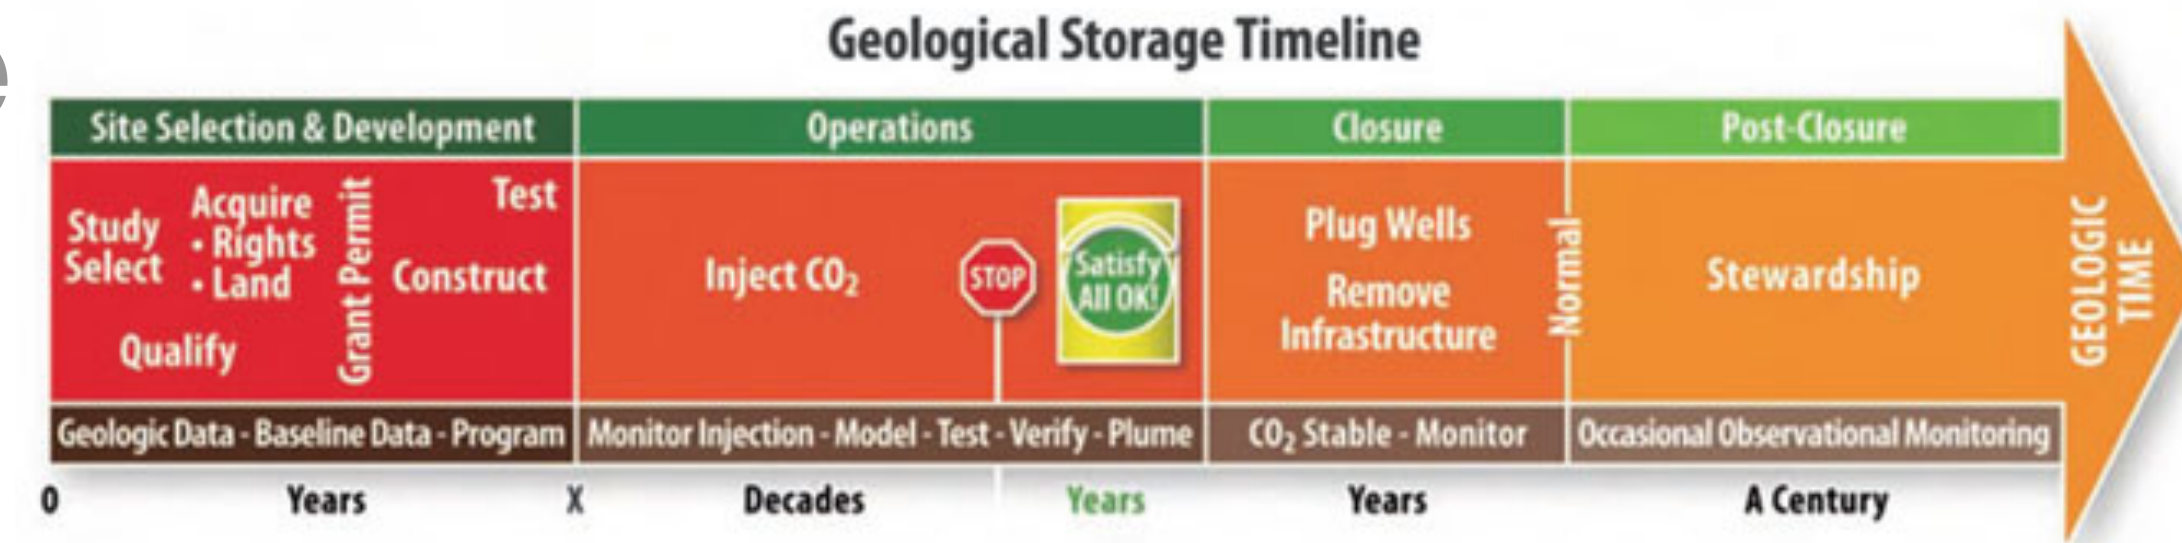 e
Geological Storage Timeline
Site Selection & Development
Operations
Closure
Post-Closure
Study
Select
Acquire
• Rights
• Land
Qualify
Grant Permit
Test
Construct
Inject CO₂
STOP
Satisfy
All OK!
Plug Wells
Remove
Infrastructure
Normal
Stewardship
GEOLOGIC
TIME
Geologic Data - Baseline Data - Program
Monitor Injection - Model - Test - Verify - Plume
CO₂ Stable - Monitor
Occasional Observational Monitoring
0
Years
X
Decades
Years
Years
A Century